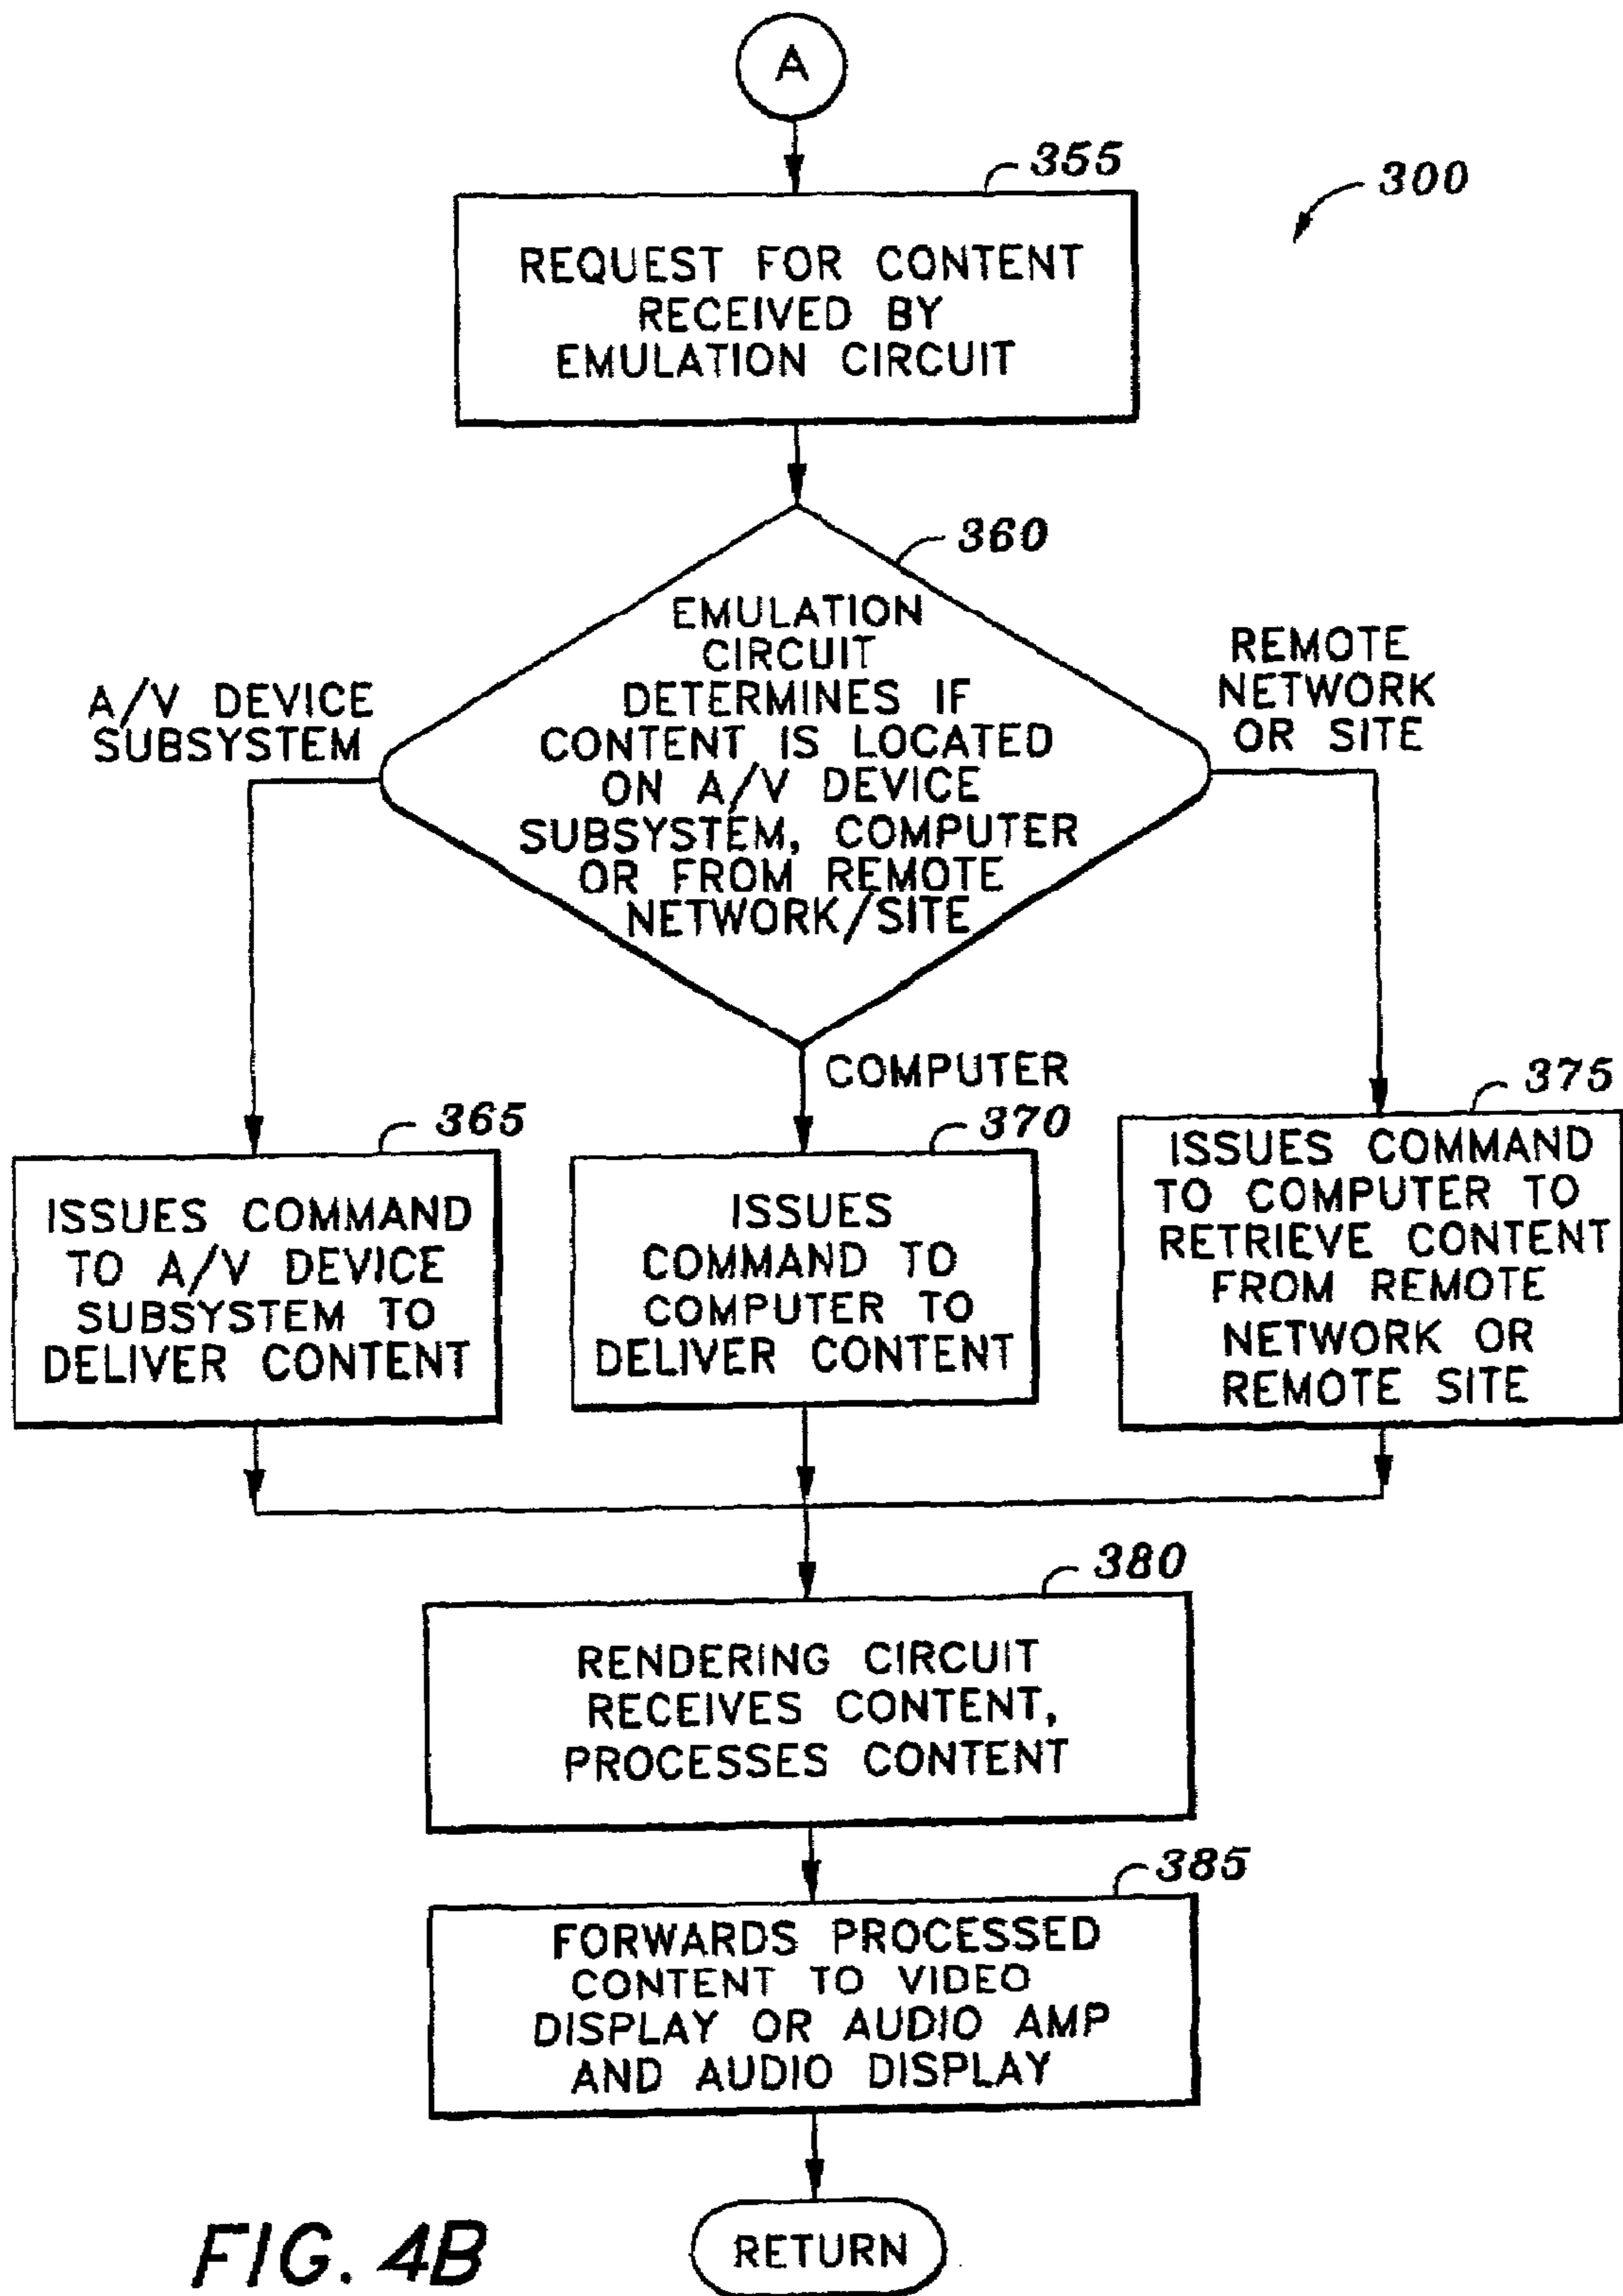 A
355
300
REQUEST FOR CONTENT
RECEIVED BY
EMULATION CIRCUIT
360
EMULATION
CIRCUIT
DETERMINES IF
CONTENT IS LOCATED
ON A/V DEVICE
SUBSYSTEM, COMPUTER
OR FROM REMOTE
NETWORK/SITE
A/V DEVICE
SUBSYSTEM
REMOTE
NETWORK
OR SITE
COMPUTER
365
ISSUES COMMAND
TO A/V DEVICE
SUBSYSTEM TO
DELIVER CONTENT
370
ISSUES
COMMAND TO
COMPUTER TO
DELIVER CONTENT
375
ISSUES COMMAND
TO COMPUTER TO
RETRIEVE CONTENT
FROM REMOTE
NETWORK OR
REMOTE SITE
380
RENDERING CIRCUIT
RECEIVES CONTENT,
PROCESSES CONTENT
385
FORWARDS PROCESSED
CONTENT TO VIDEO
DISPLAY OR AUDIO AMP
AND AUDIO DISPLAY
RETURN
FIG. 4B